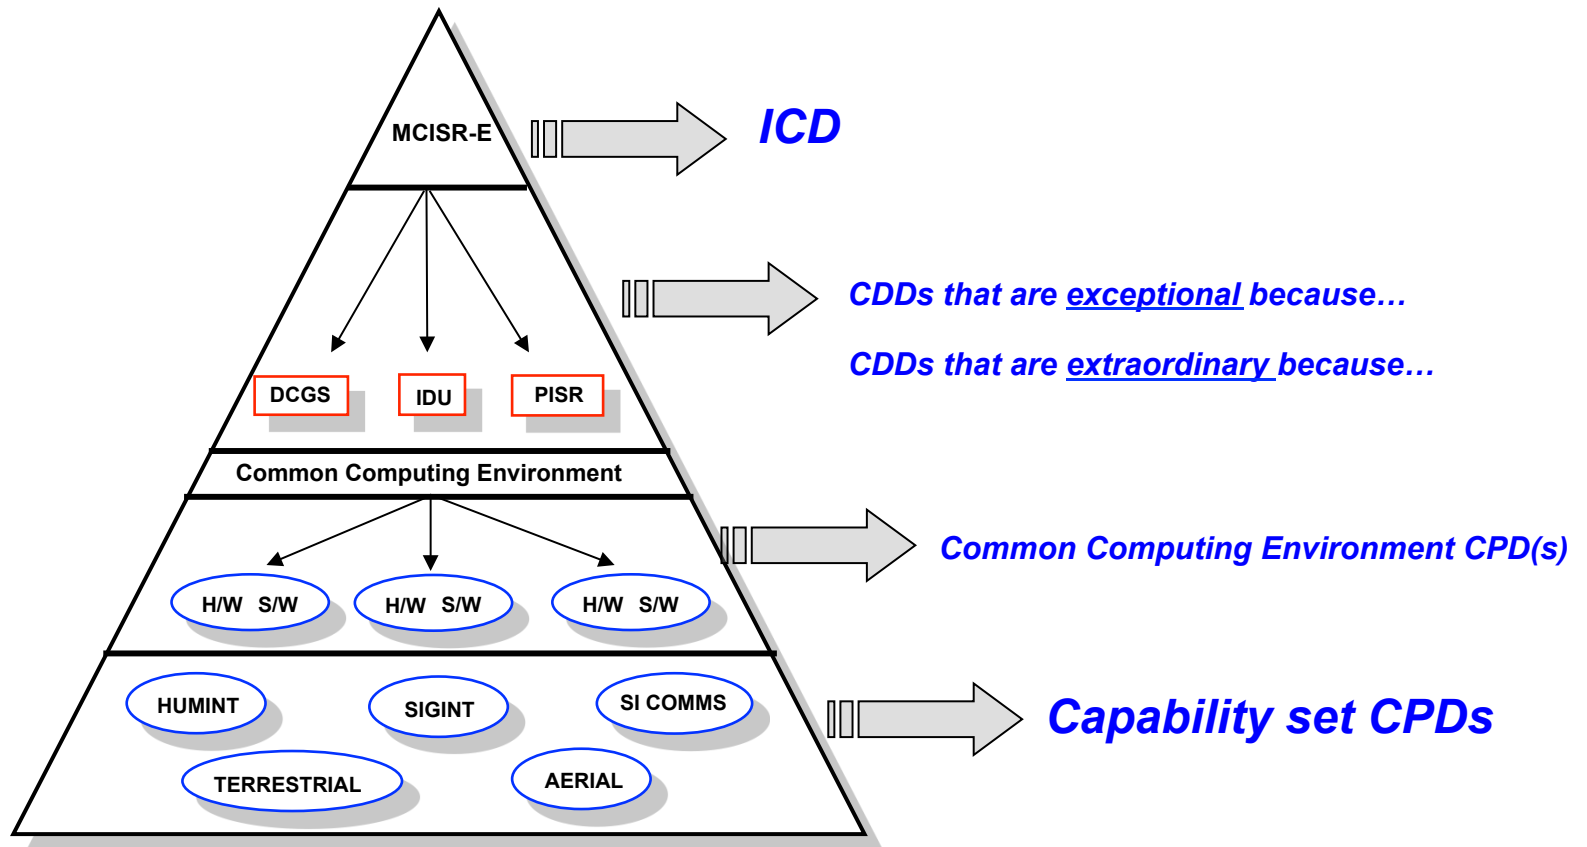 MCISR-E
ICD
CDDs that are exceptional because…
CDDs that are extraordinary because…
DCGS
IDU
PISR
Common Computing Environment
Common Computing Environment CPD(s)
H/W S/W
H/W S/W
H/W S/W
HUMINT
SIGINT
SI COMMS
Capability set CPDs
TERRESTRIAL
AERIAL